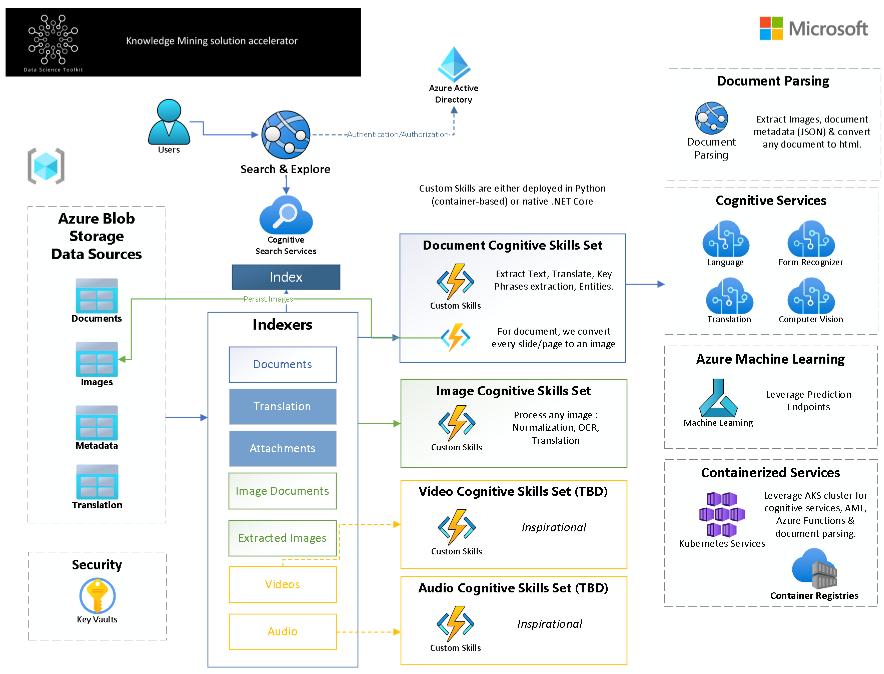 Data Science Toolkit
Knowledge Mining solution accelerator
Microsoft
Azure Active
Directory
Users
Authentication/Authorization
Search & Explore
Cognitive
Search Services
Index
Persist Images
Azure Blob
Storage
Data Sources
Documents
Images
Metadata
Translation
Security
Key Vaults
Indexers
Documents
Translation
Attachments
Image Documents
Extracted Images
Videos
Audio
Custom Skills are either deployed in Python
(container-based) or native .NET Core
Document Cognitive Skills Set
Custom Skills
Extract Text, Translate, Key
Phrases extraction, Entities.
For document, we convert
every slide/page to an image
Image Cognitive Skills Set
Custom Skills
Process any image :
Normalization, OCR,
Translation
Video Cognitive Skills Set (TBD)
Custom Skills
Inspirational
Audio Cognitive Skills Set (TBD)
Custom Skills
Inspirational
Document Parsing
Document
Parsing
Extract Images, document
metadata (JSON) & convert
any document to html.
Cognitive Services
Language
Form Recognizer
Translation
Computer Vision
Azure Machine Learning
Machine Learning
Leverage Prediction
Endpoints
Containerized Services
Kubernetes Services
Leverage AKS cluster for
cognitive services, AML,
Azure Functions &
document parsing.
Container Registries